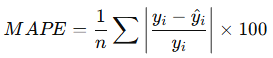 MAPE = \frac{1}{n} \sum \left| \frac{y_i - \hat{y}_i}{y_i} \right| \times 100